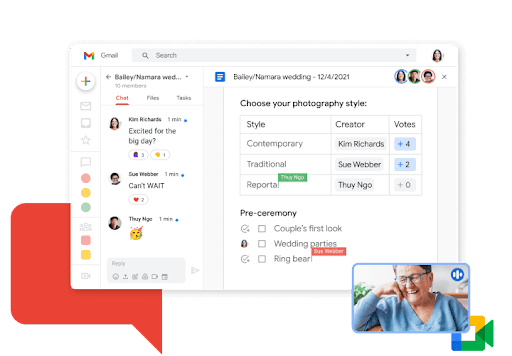 Gmail
Search
Bailey/Namara wed...
10 members
Chat Files Tasks
Kim Richards 1 min
Excited for the
big day?
3 1
Sue Webber 1 min
Can't WAIT
2
Thuy Ngo 1 min
Reply
Bailey/Namara wedding - 12/4/2021
Choose your photography style:
Style Creator Votes
Contemporary Kim Richards + 4
Traditional Sue Webber + 2
Reportal Thuy Ngo + 0
Thuy Ngo
Pre-ceremony
Couple's first look
Wedding parties
Sue Webber
Ring bear